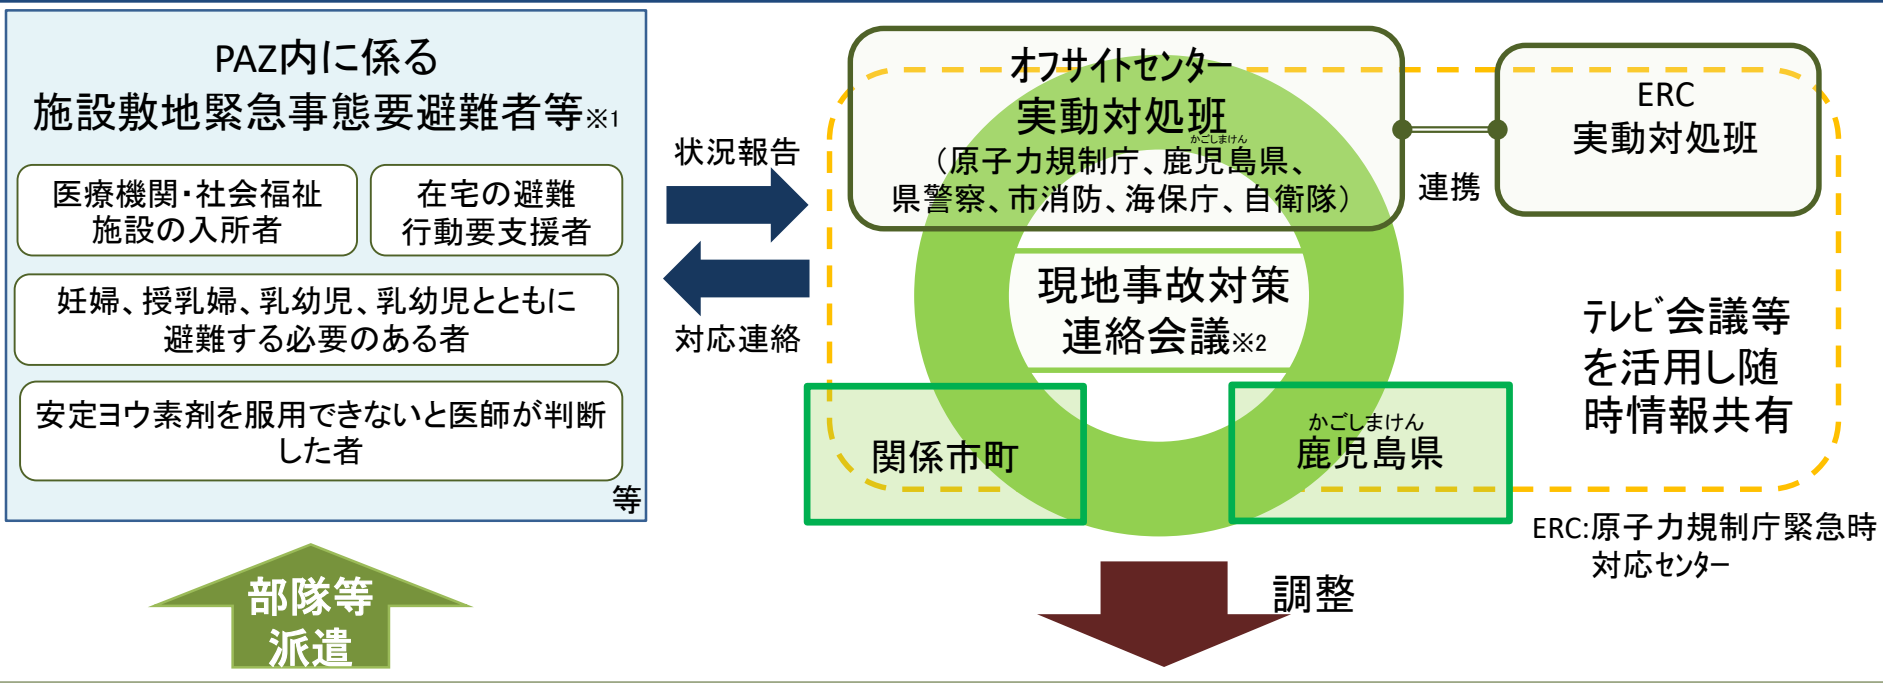 PAZ内に係る
施設敷地緊急事態要避難者等※1
医療機関・社会福祉
施設の入所者
在宅の避難
行動要支援者
妊婦、授乳婦、乳幼児、乳幼児とともに
避難する必要のある者
安定ヨウ素剤を服用できないと医師が判断
した者
等
部隊等
派遣
状況報告
対応連絡
オフサイトセンター
実動対処班
かごしまけん
（原子力規制庁、鹿児島県、
県警察、市消防、海保庁、自衛隊）
連携
ERC
実動対処班
現地事故対策
連絡会議※2
関係市町
かごしまけん
鹿児島県
テレビ会議等
を活用し随
時情報共有
ERC:原子力規制庁緊急時
対応センター
調整